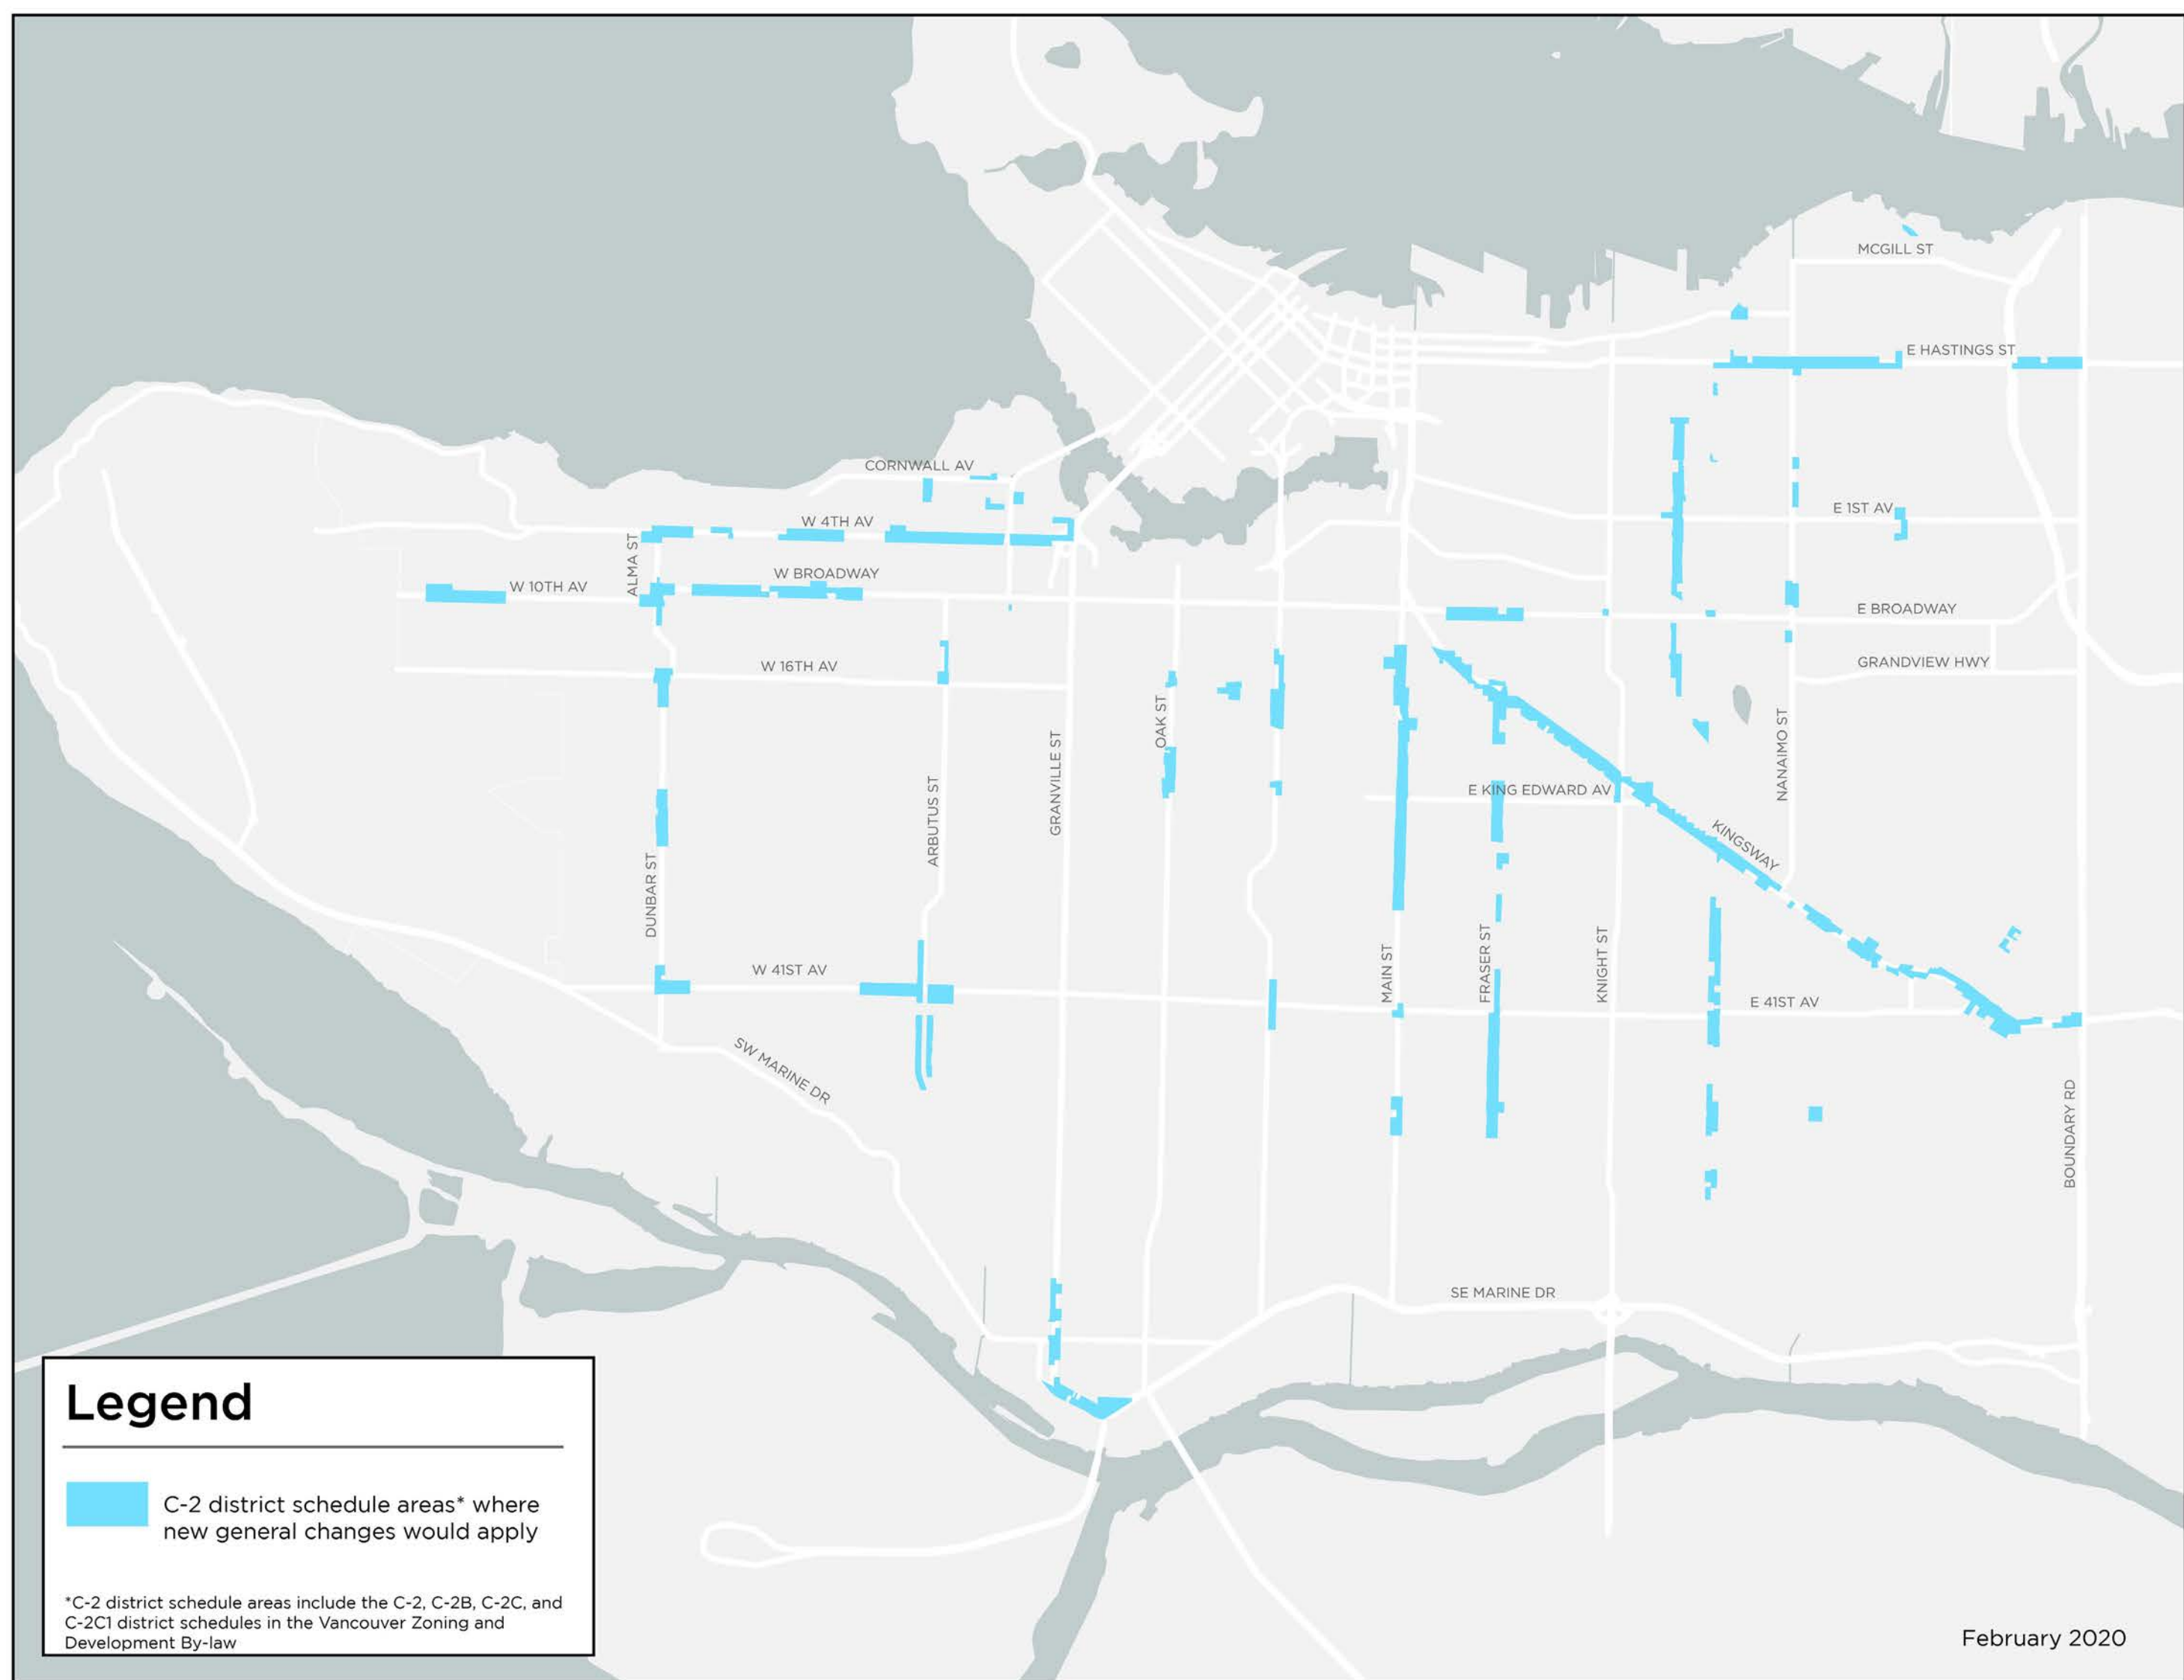 MCGILL ST
E HASTINGS ST
CORNWALL AV
E 1ST AV
W 4TH AV
ALMA ST
W BROADWAY
W 10TH AV
E BROADWAY
W 16TH AV
GRANDVIEW HWY
OAK ST
NANAIMO ST
GRANVILLE ST
ARBUTUS ST
E KING EDWARD AV
KINGSWAY
DUNBAR ST
MAIN ST
FRASER ST
KNIGHT ST
W 41ST AV
E 41ST AV
SW MARINE DR
BOUNDARY RD
SE MARINE DR
Legend
C-2 district schedule areas* where
new general changes would apply
*C-2 district schedule areas include the C-2, C-2B, C-2C, and
C-2C1 district schedules in the Vancouver Zoning and
Development By-law
February 2020